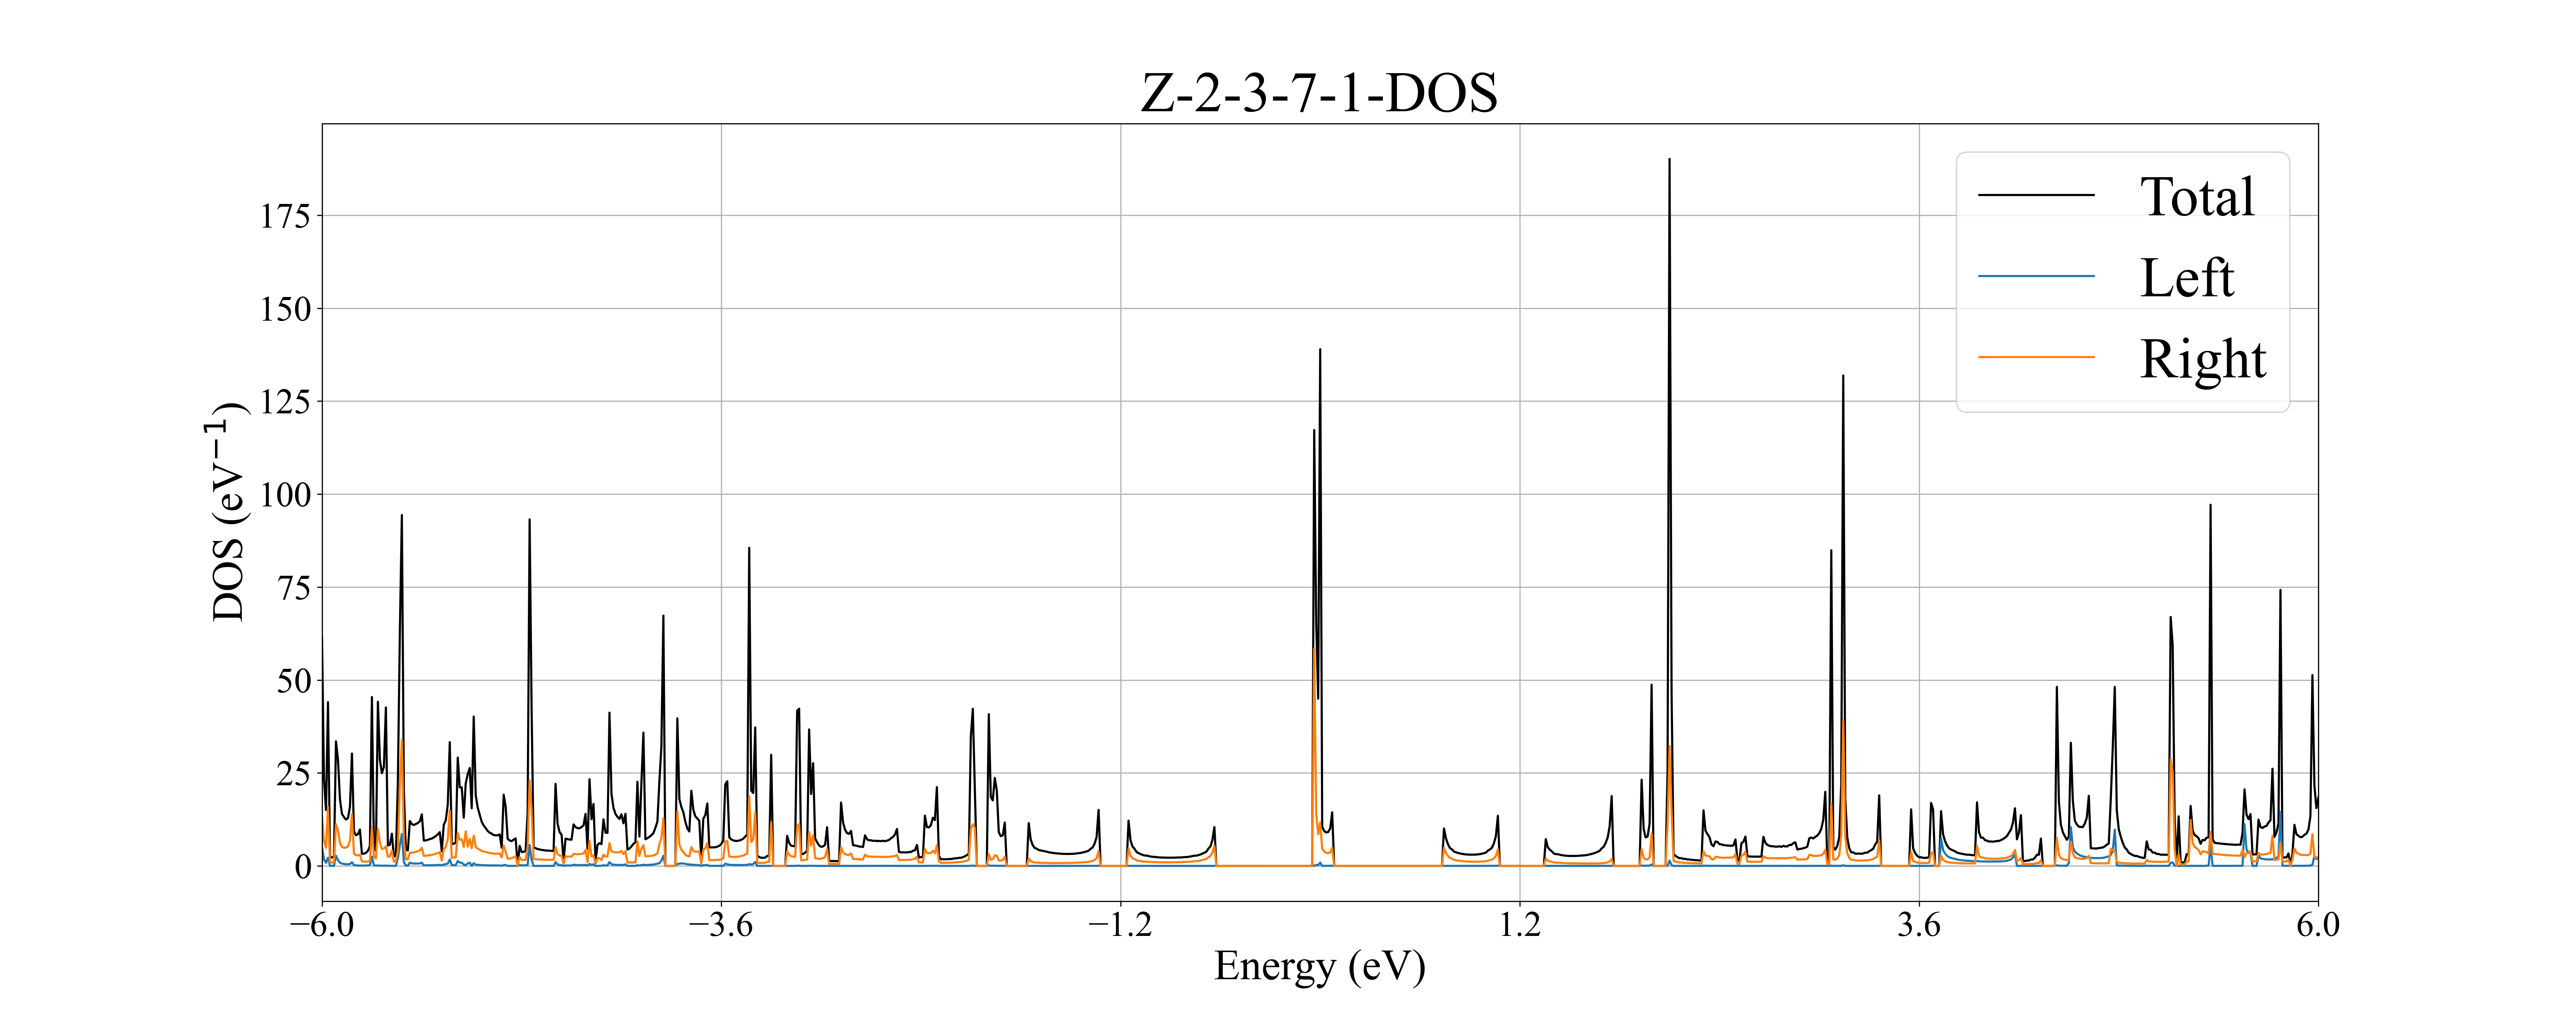 Z-2-3-7-1-DOS
Total
Left
Right
175
150
125
100
75
50
25
0
DOS (eV⁻¹)
−6.0 −3.6 −1.2 1.2 3.6 6.0
Energy (eV)